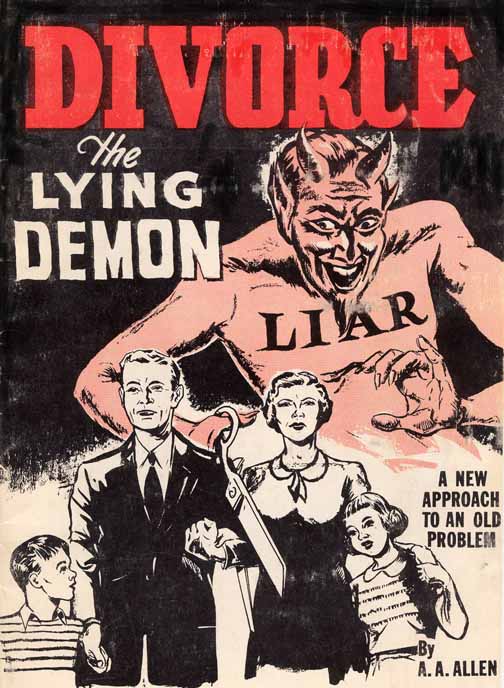 DIVORCE
The
LYING
DEMON
LIAR
A NEW
APPROACH
TO AN OLD
PROBLEM
By
A. A. ALLEN